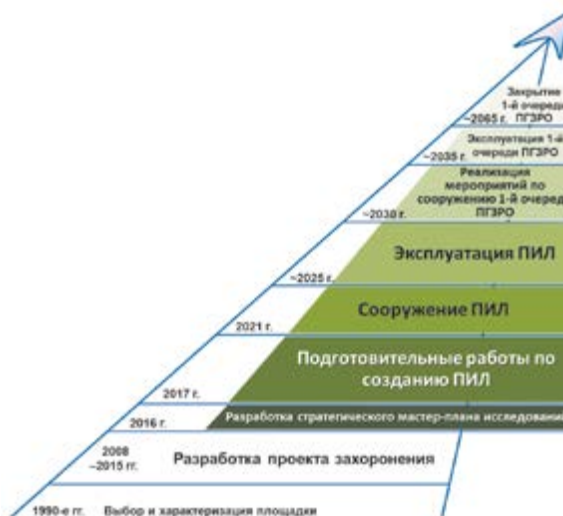 Закрытие
1-й очереди
~2065 г. ПГЗРО
Эксплуатация 1-й
~2035 г. очереди ПГЗРО
Реализация
мероприятий по
сооружению 1-й очереди
~2030 г. ПГЗРО
Эксплуатация ПИЛ
~2025 г.
Сооружение ПИЛ
2021 г.
Подготовительные работы по
созданию ПИЛ
2017 г.
Разработка стратегического мастер-плана исследований
2016 г.
2008
~2015 гг. Разработка проекта захоронения
1990-е гг. Выбор и характеризация площадки